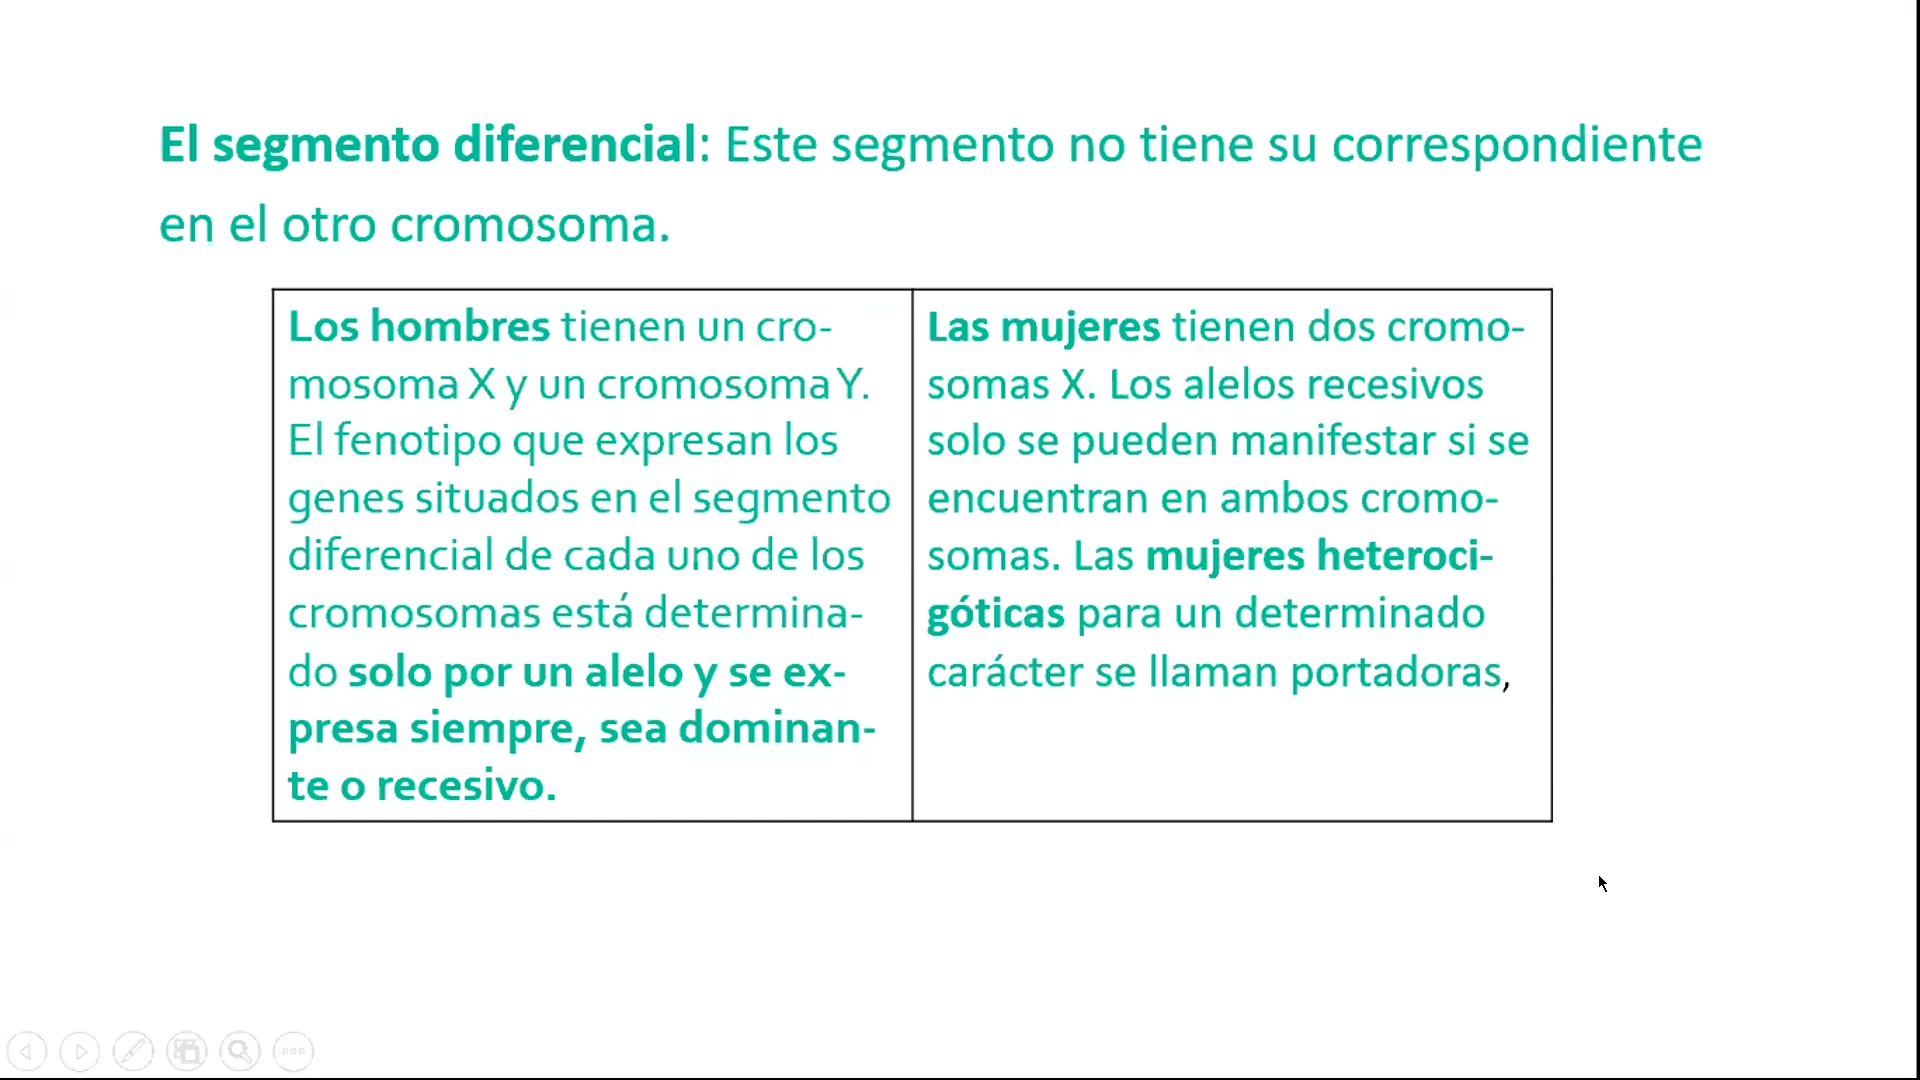 El segmento diferencial: Este segmento no tiene su correspondiente
en el otro cromosoma.
Los hombres tienen un cro-
mosoma X y un cromosoma Y.
El fenotipo que expresan los
genes situados en el segmento
diferencial de cada uno de los
cromosomas está determina-
do solo por un alelo y se ex-
presa siempre, sea dominan-
te o recesivo.
Las mujeres tienen dos cromo-
somas X. Los alelos recesivos
solo se pueden manifestar si se
encuentran en ambos cromo-
somas. Las mujeres heteroci-
góticas para un determinado
carácter se llaman portadoras,